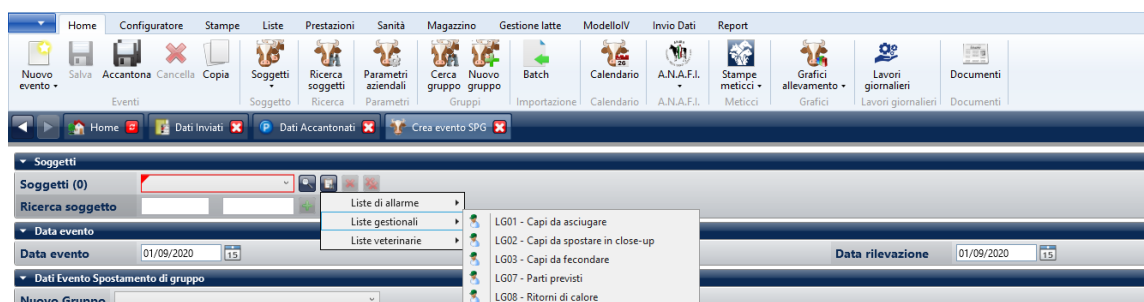 Home Configuratore Stampe Liste Prestazioni Sanità Magazzino Gestione latte ModelloIV Invio Dati Report
Nuovo evento Salva Accantona Cancella Copia Soggetti Ricerca soggetti Parametri aziendali Cerca gruppo Nuovo gruppo Batch Calendario A.N.A.F.I. Stampe meticci Grafici allevamento Lavori giornalieri Documenti
Eventi Soggetto Ricerca Parametri Gruppi Importazione Calendario A.N.A.F.I. Meticci Grafici Lavori giornalieri Documenti
Home Dati Inviati Dati Accantonati Crea evento SPG
Soggetti
Soggetti (0)
Ricerca soggetto
Liste di allarme
Liste gestionali
Liste veterinarie
LG01 - Capi da asciugare
LG02 - Capi da spostare in close-up
LG03 - Capi da fecondare
LG07 - Parti previsti
LG08 - Ritorni di calore
Data evento
Data evento 01/09/2020 15 Data rilevazione 01/09/2020 15
Dati Evento Spostamento di gruppo
Nuovo Gruppo